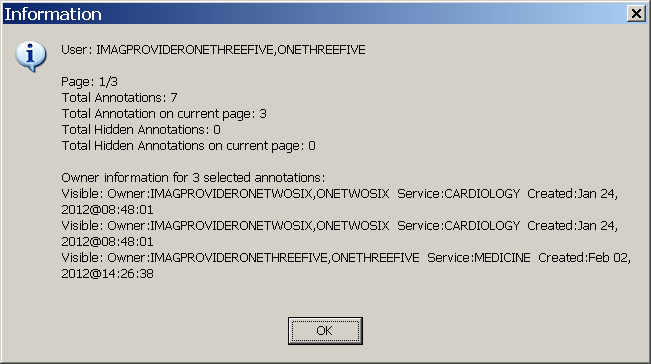 Information
User: IMAGPROVIDERONETHREEFIVE,ONETHREEFIVE
Page: 1/3
Total Annotations: 7
Total Annotation on current page: 3
Total Hidden Annotations: 0
Total Hidden Annotations on current page: 0
Owner information for 3 selected annotations:
Visible: Owner:IMAGPROVIDERONETWOSIX,ONETWOSIX  Service:CARDIOLOGY  Created:Jan 24,
2012@08:48:01
Visible: Owner:IMAGPROVIDERONETWOSIX,ONETWOSIX  Service:CARDIOLOGY  Created:Jan 24,
2012@08:48:01
Visible: Owner:IMAGPROVIDERONETHREEFIVE,ONETHREEFIVE  Service:MEDICINE  Created:Feb 02,
2012@14:26:38
OK